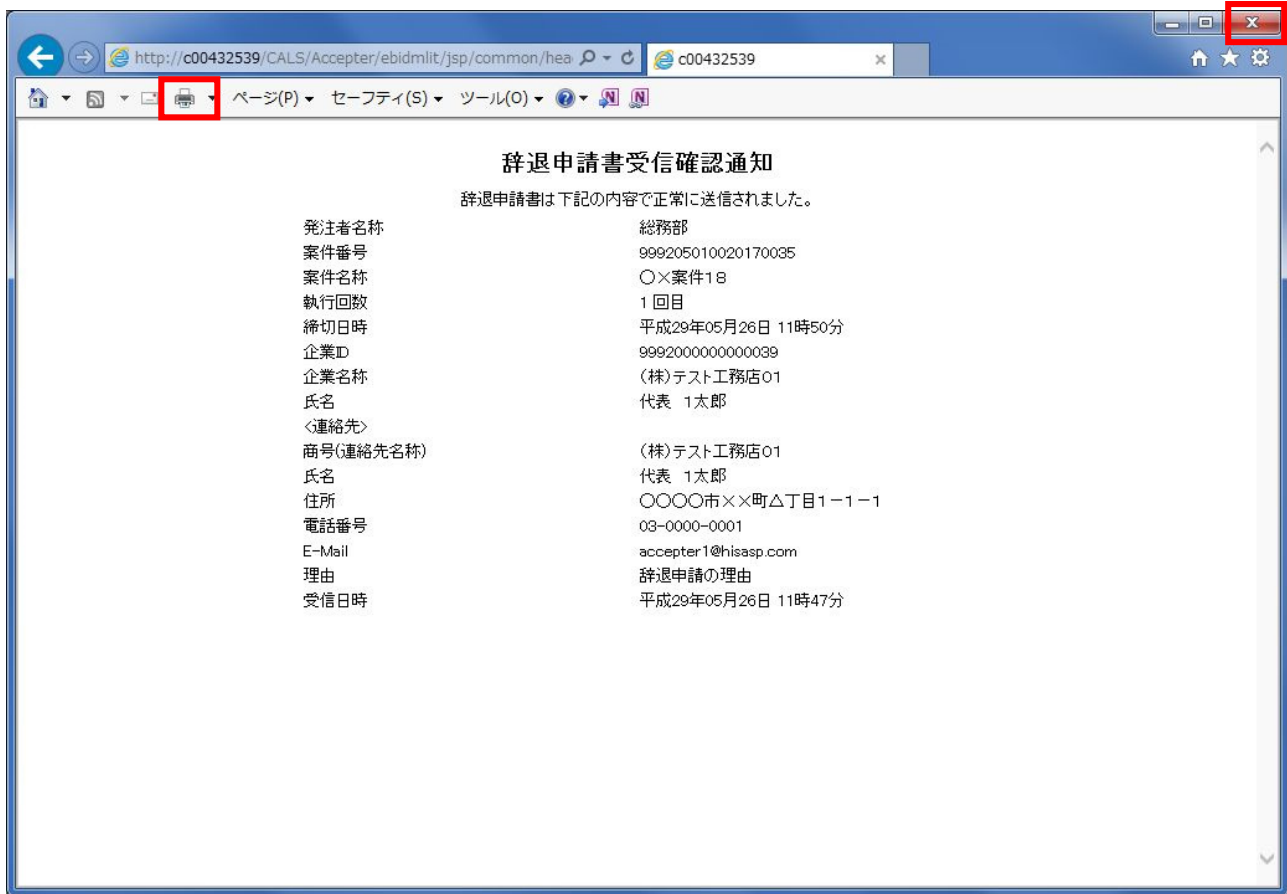 http://c00432539/CALS/Accepter/ebidmlit/jsp/common/hea
c00432539
ページ(P) セーフティ(S) ツール(O)
辞退申請書受信確認通知
辞退申請書は下記の内容で正常に送信されました。
発注者名称 総務部
案件番号 999205010020170035
案件名称 〇×案件18
執行回数 1回目
締切日時 平成29年05月26日 11時50分
企業ID 9992000000000039
企業名称 (株)テスト工務店01
氏名 代表 1太郎
<連絡先>
商号(連絡先名称) (株)テスト工務店01
氏名 代表 1太郎
住所 〇〇〇〇市××町△丁目1-1-1
電話番号 03-0000-0001
E-Mail accepter1@hisasp.com
理由 辞退申請の理由
受信日時 平成29年05月26日 11時47分